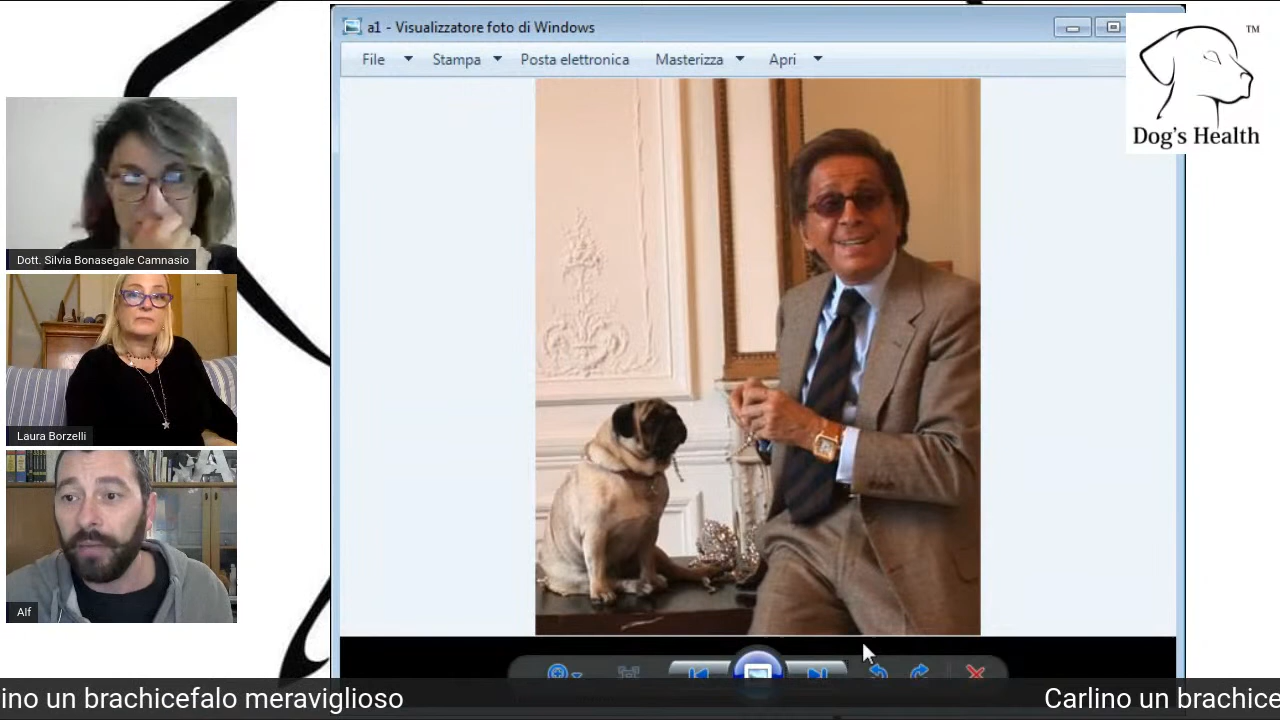 a1 - Visualizzatore foto di Windows
File Stampa Posta elettronica Masterizza Apri
TM
Dog's Health
Dott. Silvia Bonasegale Camnasio
Laura Borzelli
Alf
ino un brachicefalo meraviglioso
Carlino un brachice